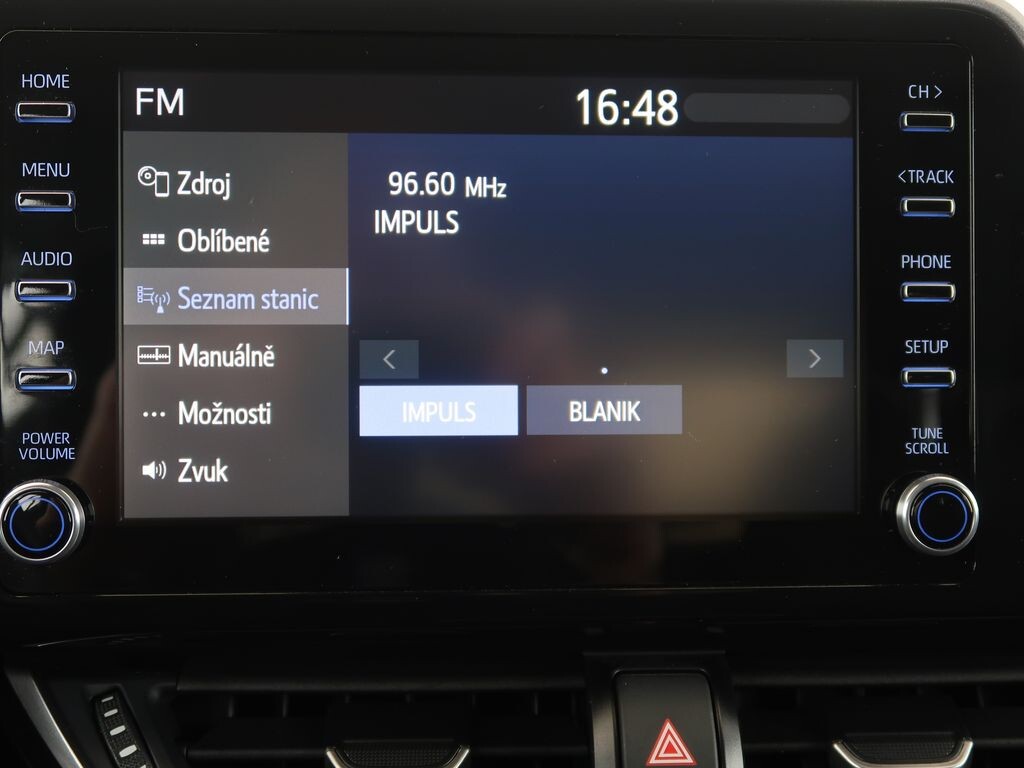 HOME
MENU
AUDIO
MAP
POWER
VOLUME
FM
16:48
Zdroj
Oblíbené
Seznam stanic
Manuálně
Možnosti
Zvuk
96.60 MHz
IMPULS
IMPULS
BLANIK
CH >
< TRACK
PHONE
SETUP
TUNE
SCROLL